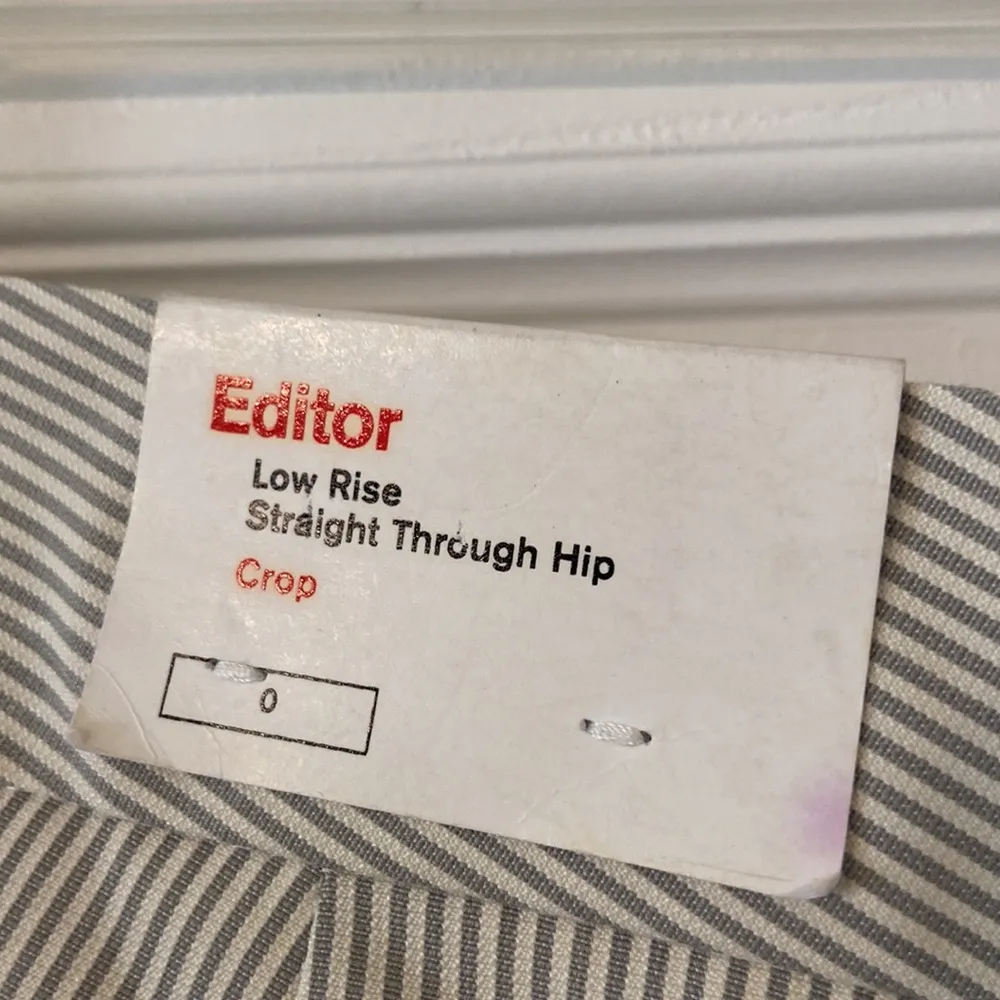 Editor
Low Rise
Straight Through Hip
Crop
0